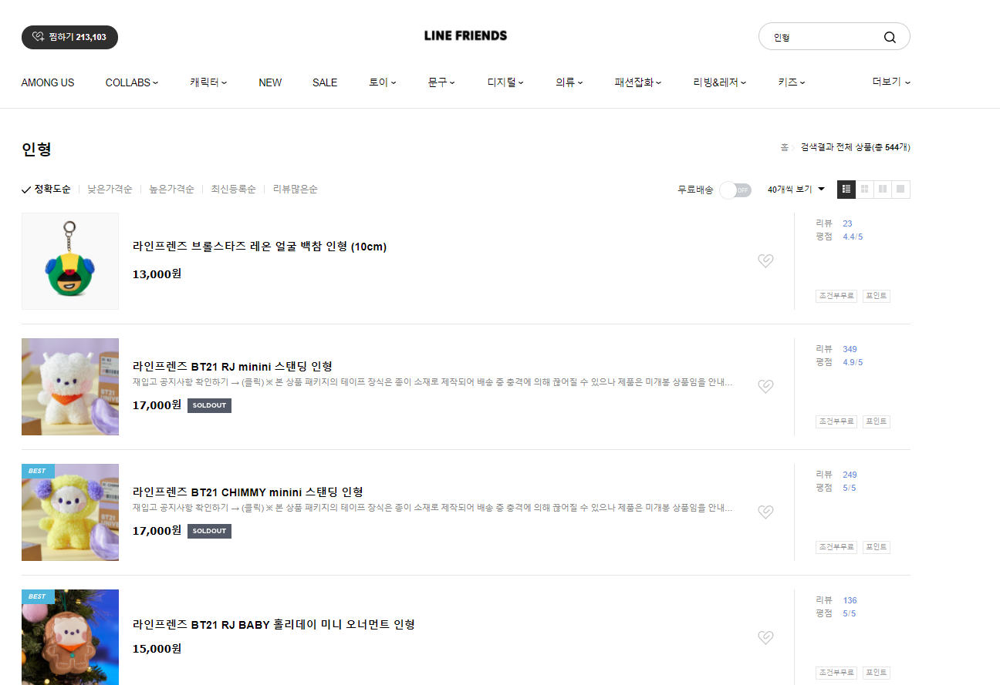 찜하기 213,103
LINE FRIENDS
인형
AMONG US COLLABS 캐릭터 NEW SALE 토이 문구 디지털 의류 패션잡화 리빙&레저 키즈 더보기
인형
홈 검색결과 전체 상품(총 544개)
정확도순 낮은가격순 높은가격순 최신등록순 리뷰많은순
무료배송 OFF 40개씩 보기
라인프렌즈 브롤스타즈 레온 얼굴 백참 인형 (10cm)
13,000원
리뷰 23
평점 4.4/5
조건부무료 포인트
라인프렌즈 BT21 RJ minini 스탠딩 인형
재입고 공지사항 확인하기 → (클릭) ※ 본 상품 패키지의 테이프 장식은 종이 소재로 제작되어 배송 중 충격에 의해 끊어질 수 있으나 제품은 미개봉 상품임을 안내...
17,000원 SOLDOUT
리뷰 349
평점 4.9/5
조건부무료 포인트
BEST
라인프렌즈 BT21 CHIMMY minini 스탠딩 인형
재입고 공지사항 확인하기 → (클릭) ※ 본 상품 패키지의 테이프 장식은 종이 소재로 제작되어 배송 중 충격에 의해 끊어질 수 있으나 제품은 미개봉 상품임을 안내...
17,000원 SOLDOUT
리뷰 249
평점 5/5
조건부무료 포인트
BEST
라인프렌즈 BT21 RJ BABY 홀리데이 미니 오너먼트 인형
15,000원
리뷰 136
평점 5/5
조건부무료 포인트